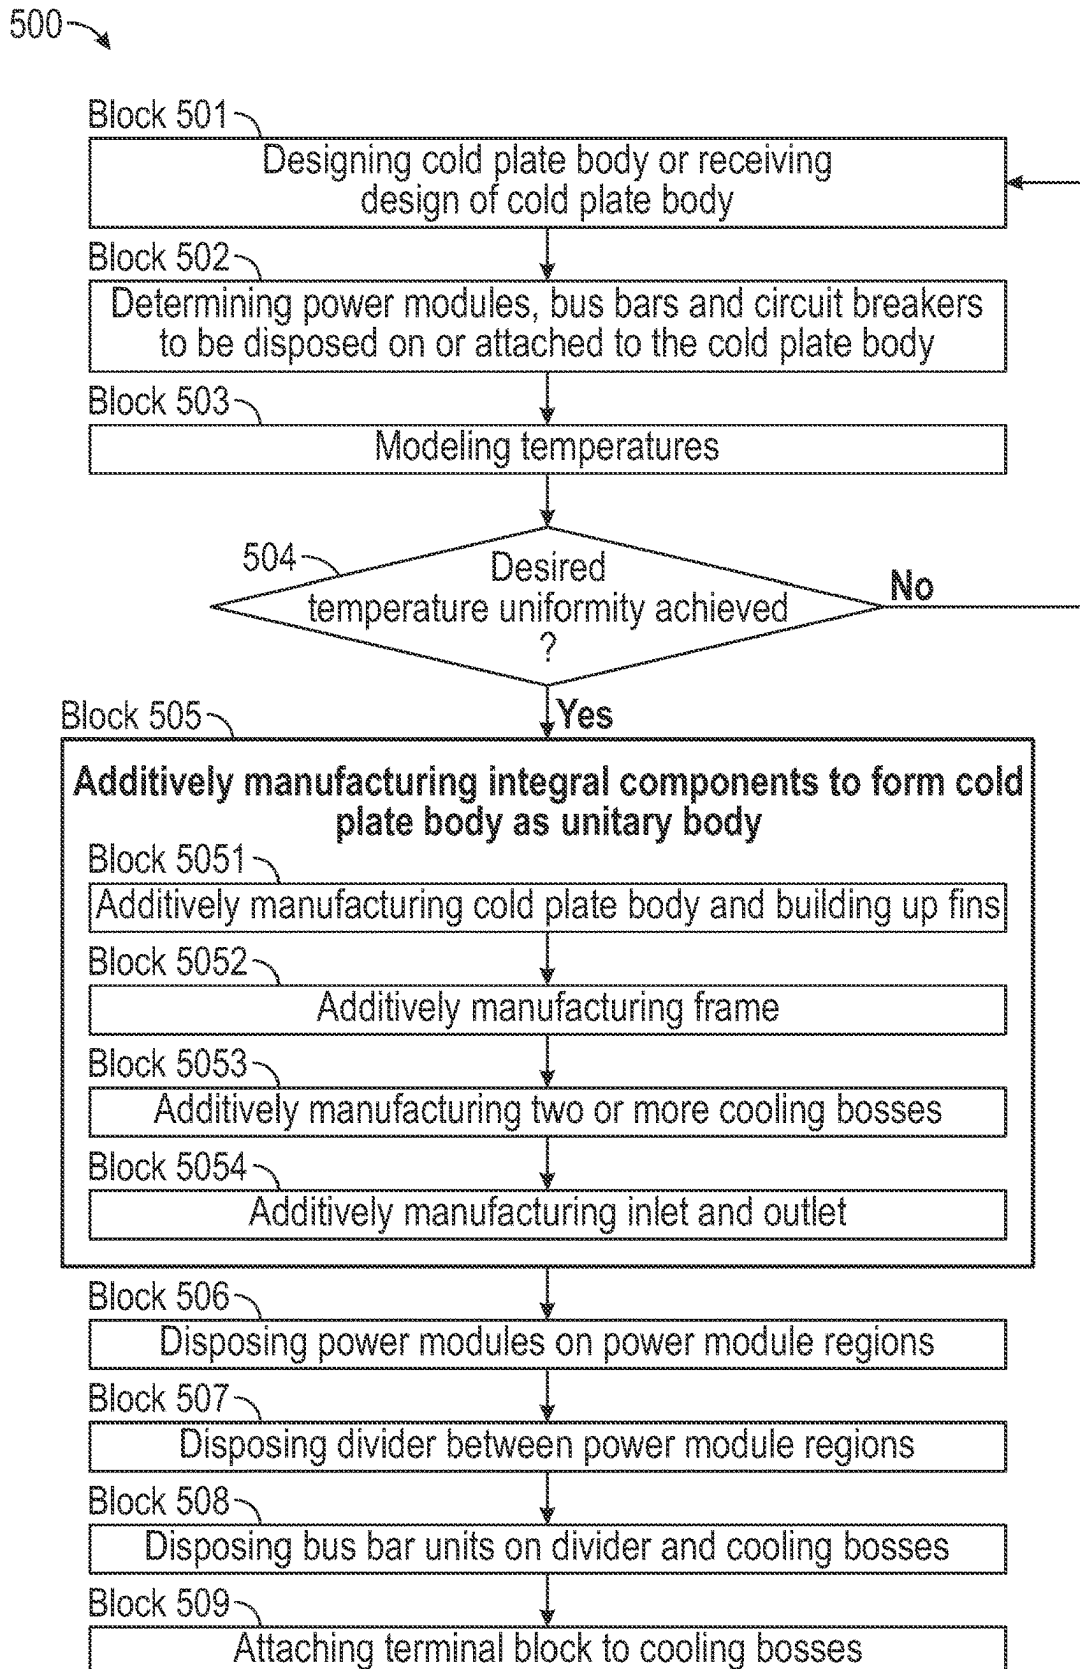 500
Block 501
Designing cold plate body or receiving
design of cold plate body
Block 502
Determining power modules, bus bars and circuit breakers
to be disposed on or attached to the cold plate body
Block 503
Modeling temperatures
504
Desired
temperature uniformity achieved
?
No
Yes
Block 505
Additively manufacturing integral components to form cold
plate body as unitary body
Block 5051
Additively manufacturing cold plate body and building up fins
Block 5052
Additively manufacturing frame
Block 5053
Additively manufacturing two or more cooling bosses
Block 5054
Additively manufacturing inlet and outlet
Block 506
Disposing power modules on power module regions
Block 507
Disposing divider between power module regions
Block 508
Disposing bus bar units on divider and cooling bosses
Block 509
Attaching terminal block to cooling bosses